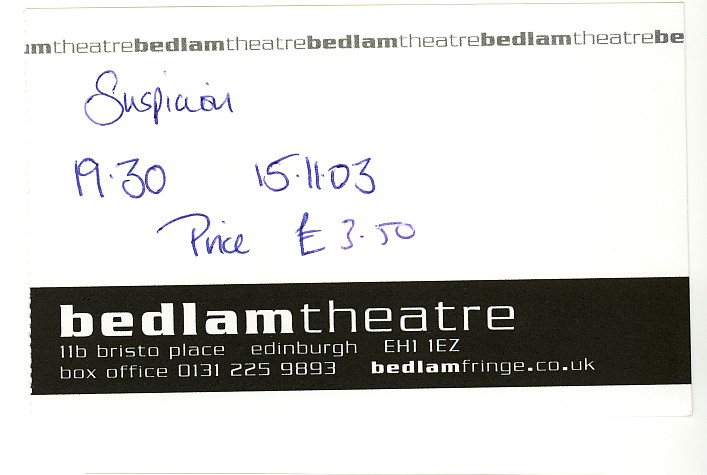 umtheatrebedlamtheatrebedlamtheatrebedlamtheatrebe
Suspicion
19.30 15.11.03
Price £3.50
bedlamtheatre
11b bristo place edinburgh EH1 1EZ
box office 0131 225 9893 bedlamfringe.co.uk